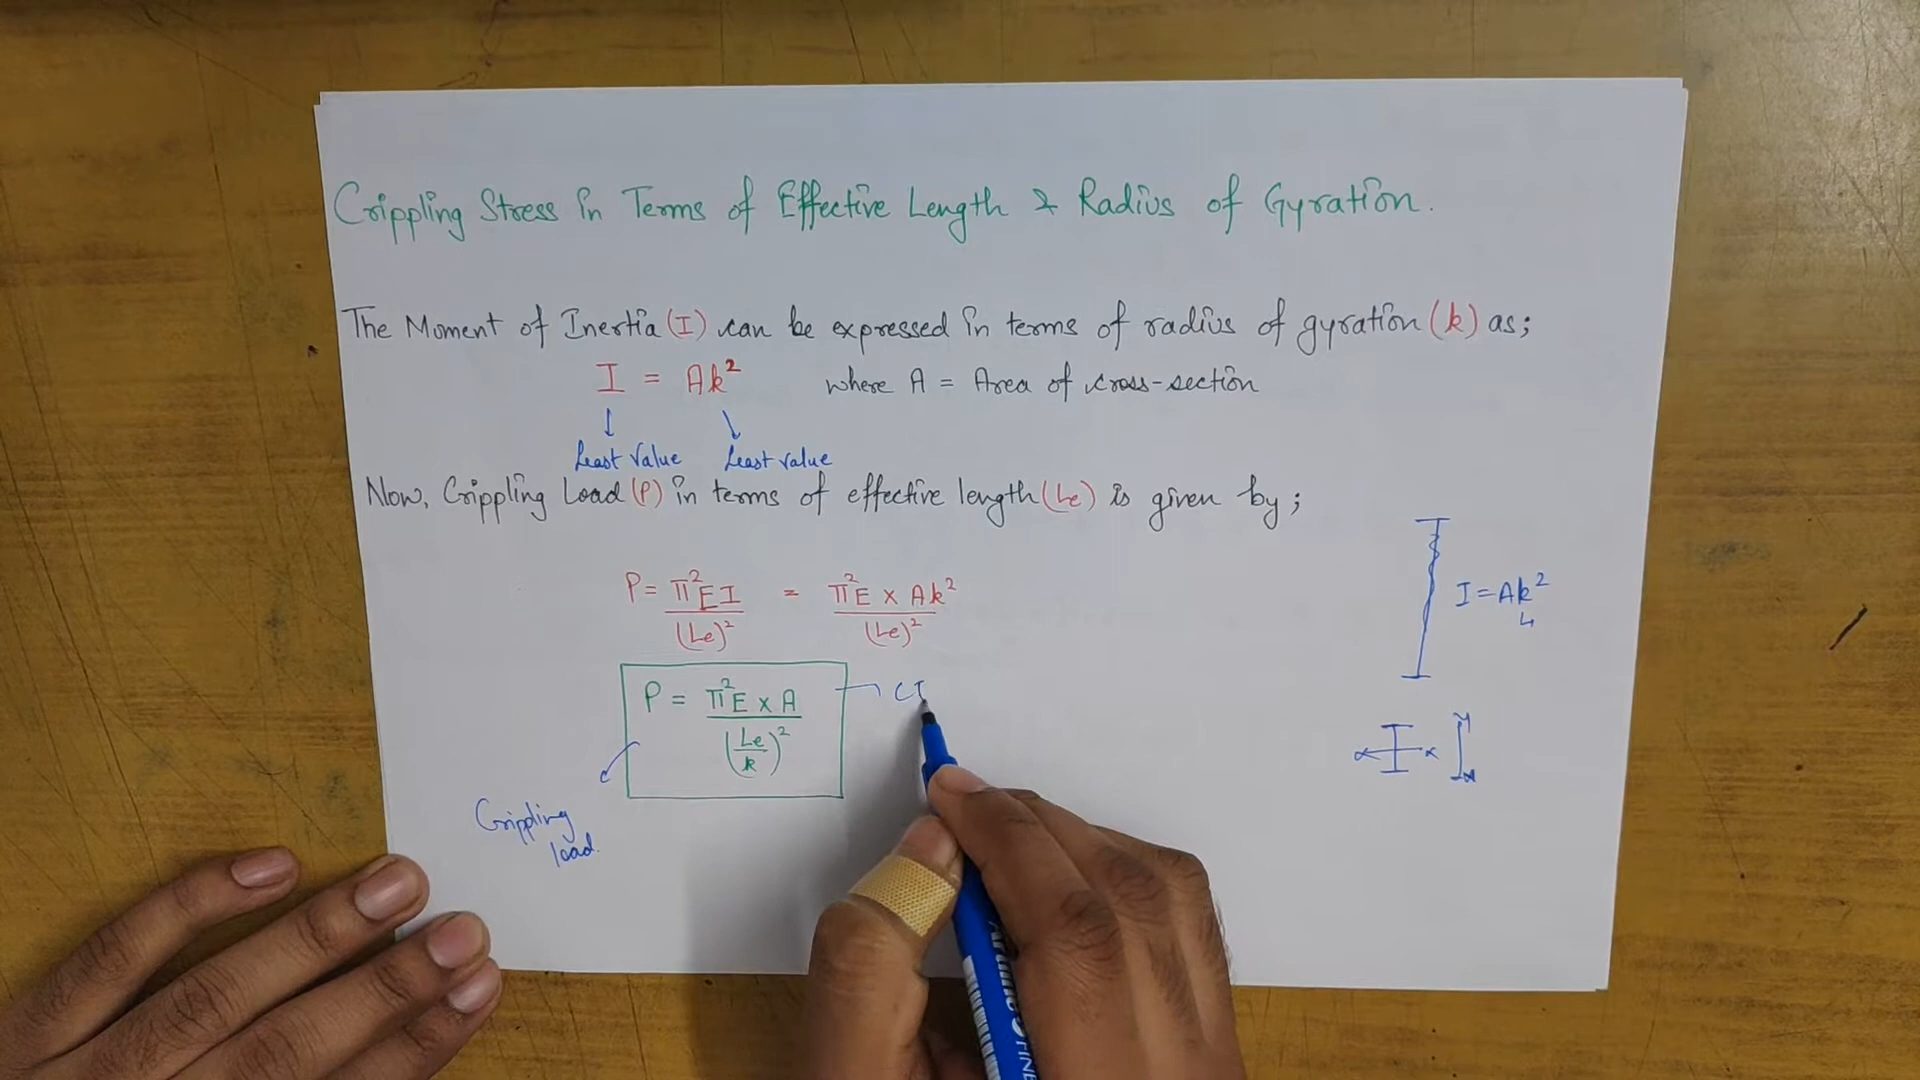 Crippling Stress in Terms of Effective Length & Radius of Gyration.
The Moment of Inertia (I) can be expressed in terms of radius of gyration (k) as;
I = Ak² where A = Area of cross-section
↓ ↘
Least Value Least value
Now, Crippling Load (P) in terms of effective length (Le) is given by;
P = π²EI / (Le)² = π²E × Ak² / (Le)²
I = Ak²
P = π²E × A / (Le/k)²
Crippling
load.